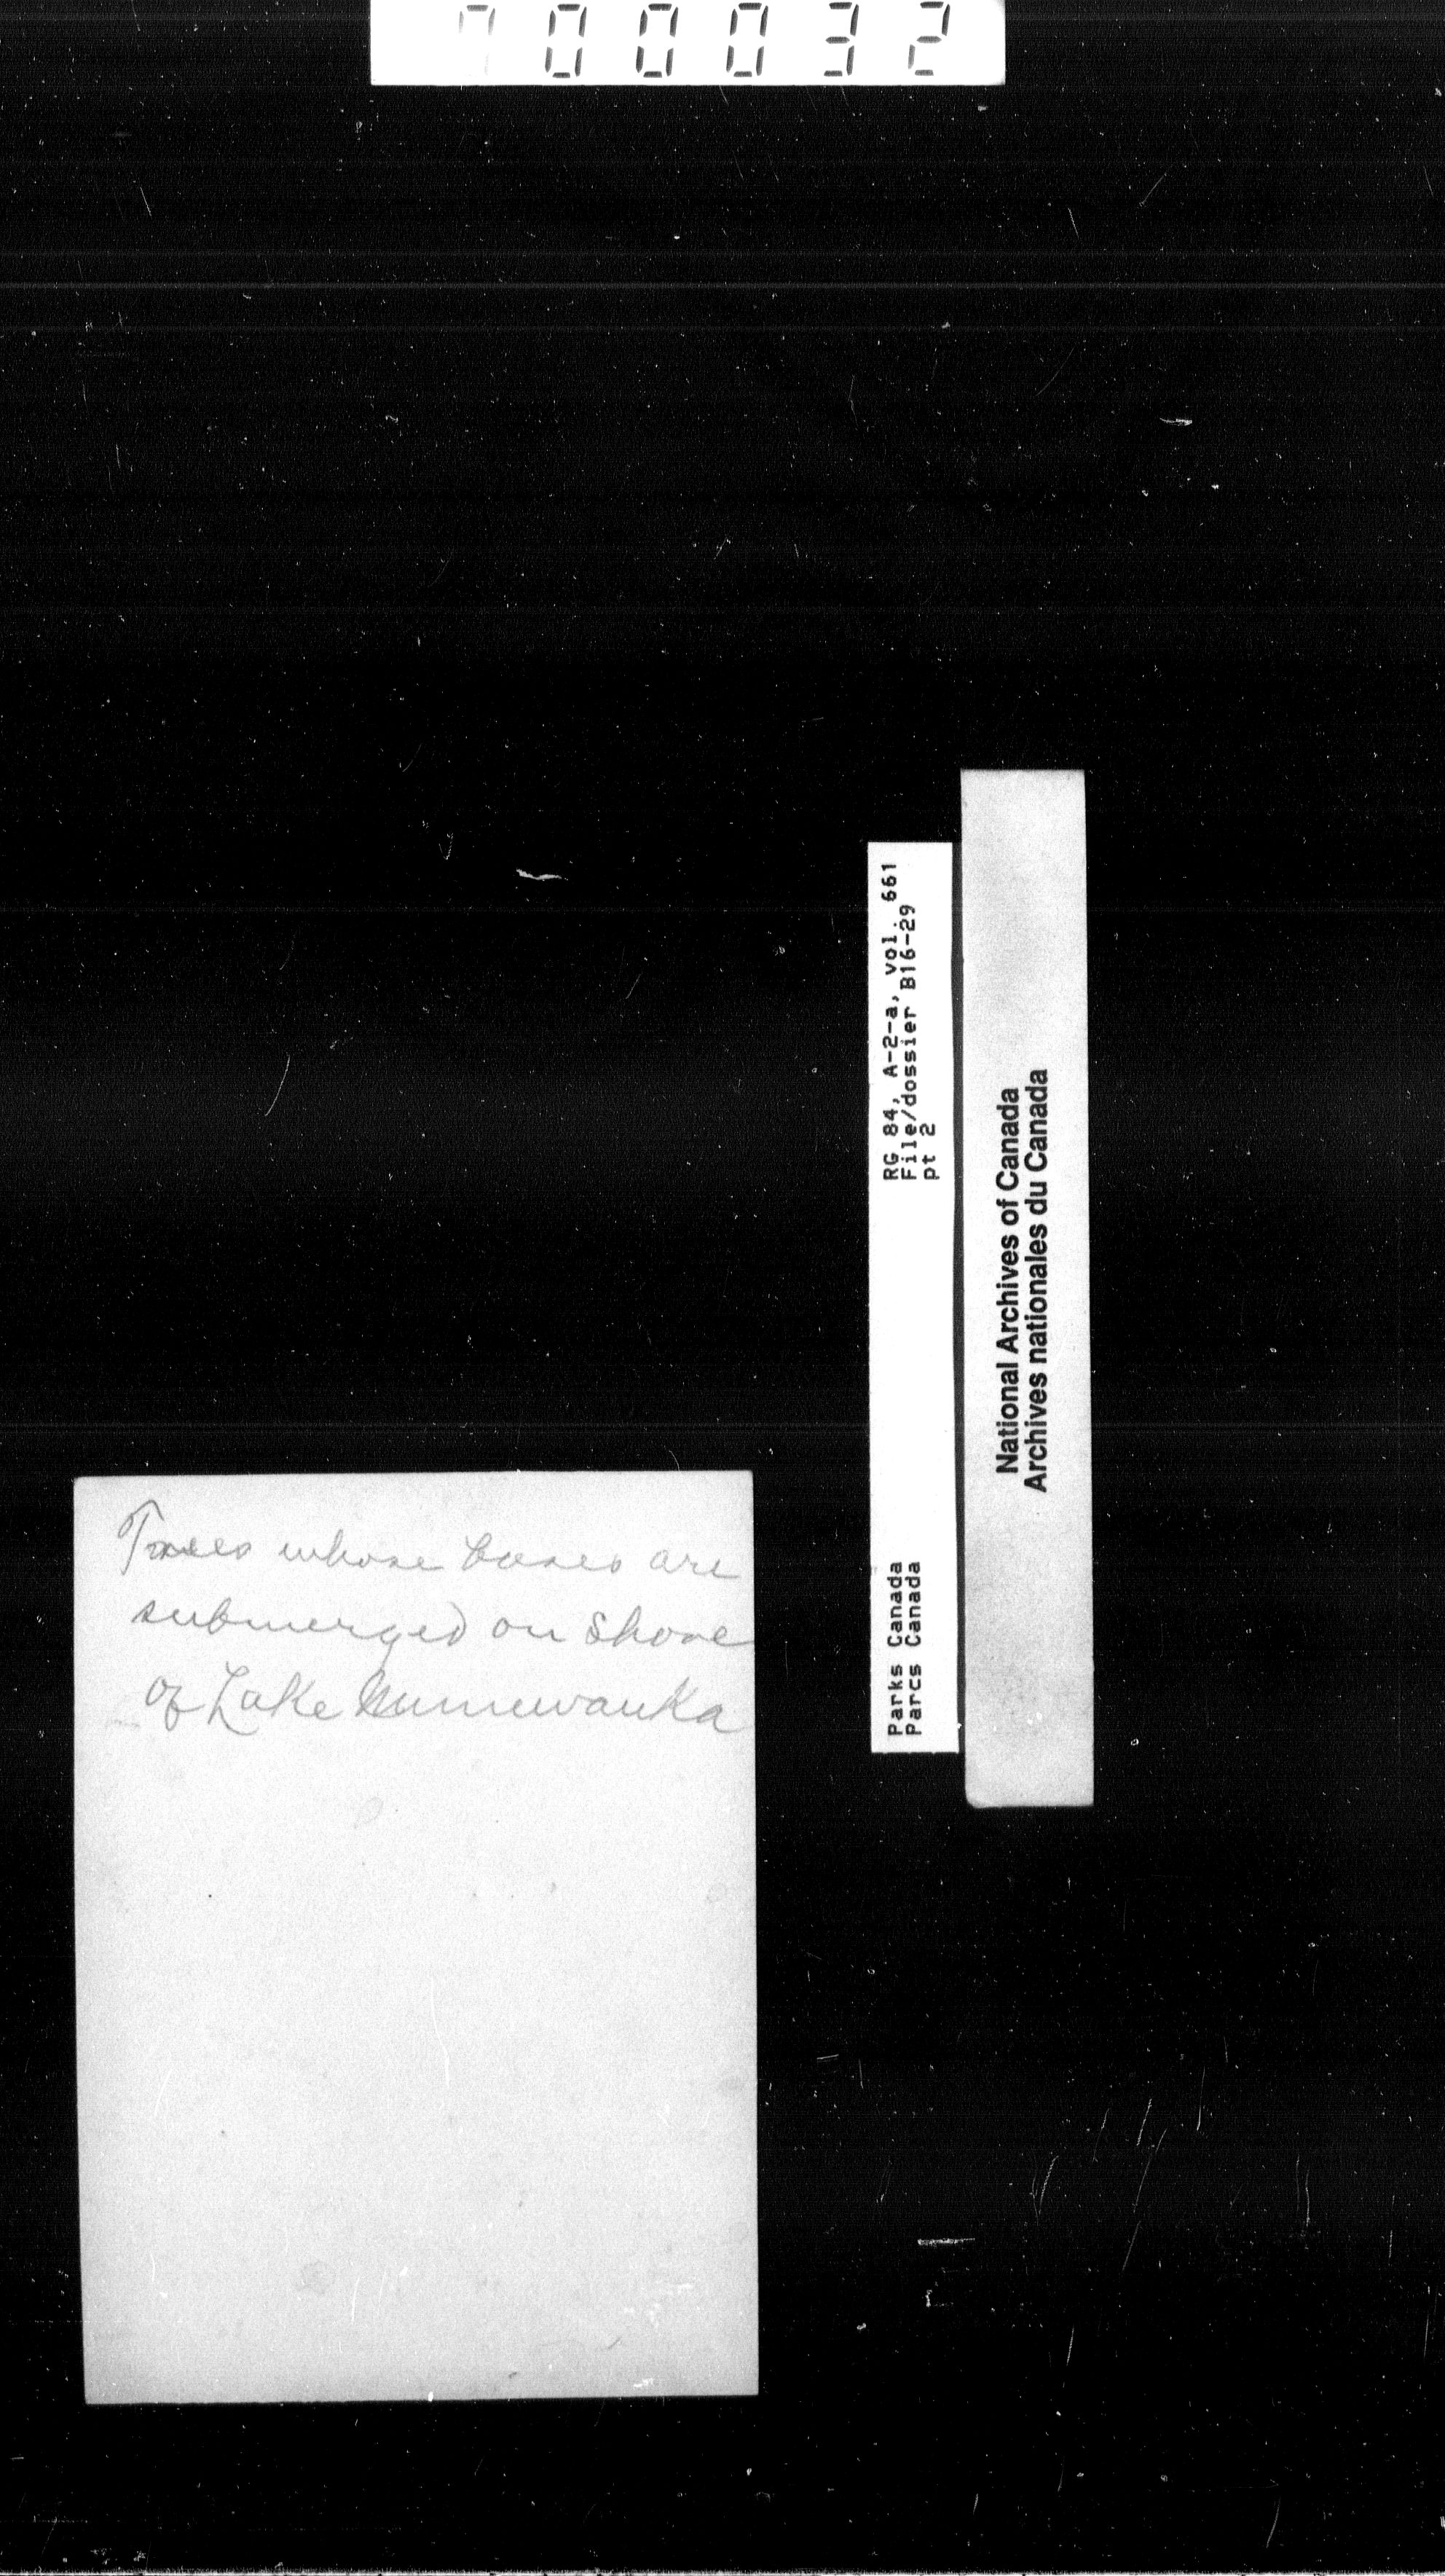 700032
Trees whose bases are
submerged on Shore
of Lake Minnewanka
Parks Canada
Parcs Canada
RG 84, A-2-a, vol. 661
File/dossier B16-29
pt 2
National Archives of Canada
Archives nationales du Canada